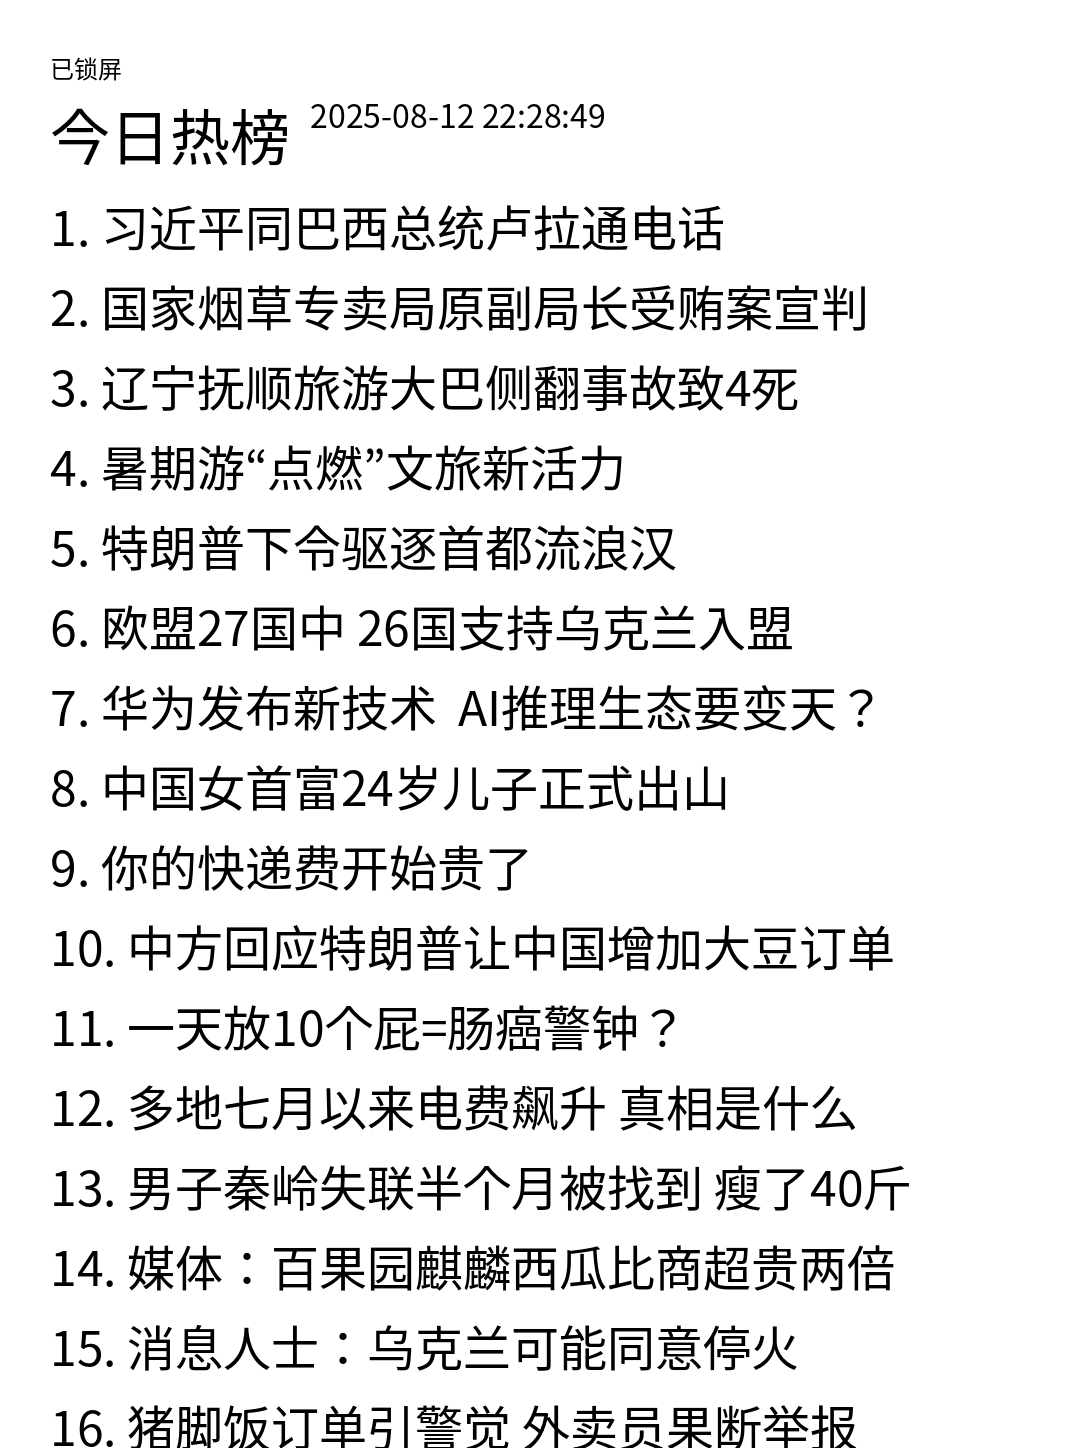 已锁屏
今日热榜 2025-08-12 22:28:49
1. 习近平同巴西总统卢拉通电话
2. 国家烟草专卖局原副局长受贿案宣判
3. 辽宁抚顺旅游大巴侧翻事故致4死
4. 暑期游“点燃”文旅新活力
5. 特朗普下令驱逐首都流浪汉
6. 欧盟27国中 26国支持乌克兰入盟
7. 华为发布新技术  AI推理生态要变天？
8. 中国女首富24岁儿子正式出山
9. 你的快递费开始贵了
10. 中方回应特朗普让中国增加大豆订单
11. 一天放10个屁=肠癌警钟？
12. 多地七月以来电费飙升 真相是什么
13. 男子秦岭失联半个月被找到 瘦了40斤
14. 媒体：百果园麒麟西瓜比商超贵两倍
15. 消息人士：乌克兰可能同意停火
16. 猪脚饭订单引警觉 外卖员果断举报